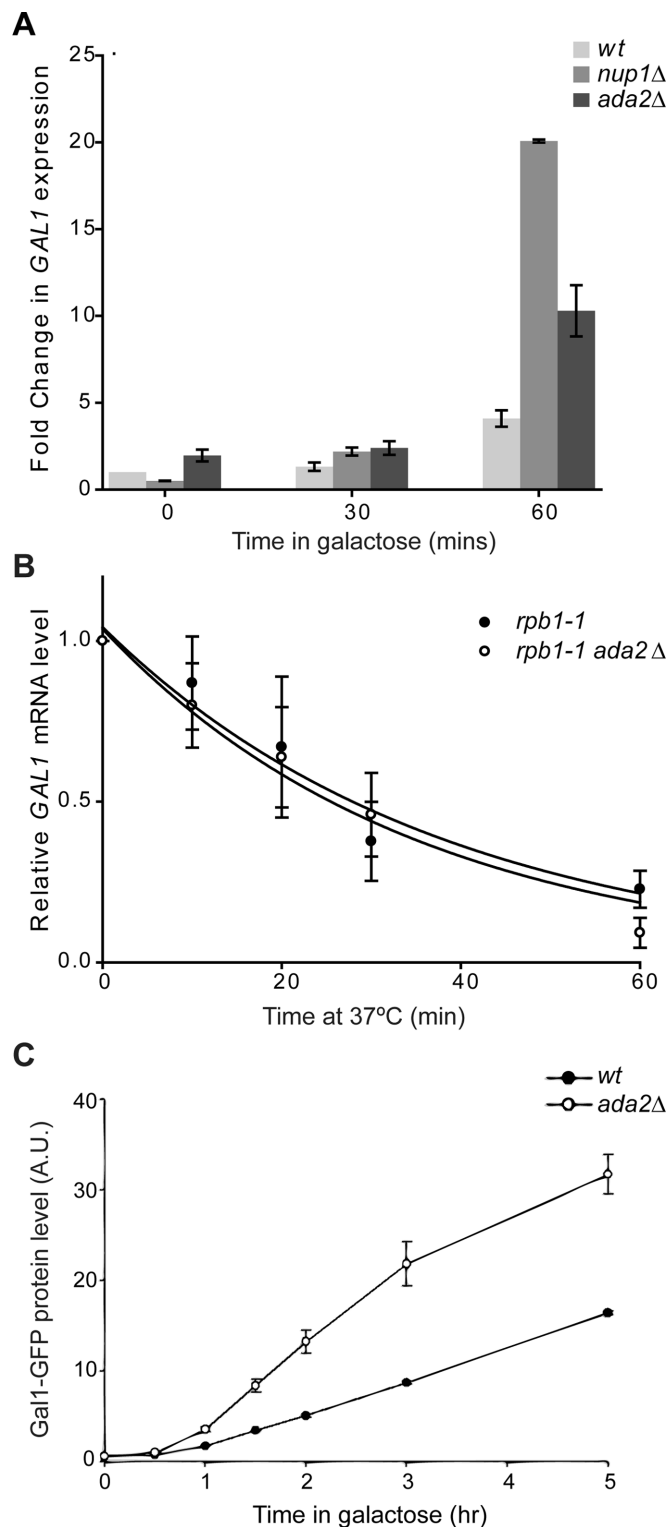 A
wt
nup1Δ
ada2Δ
Fold Change in GAL1 expression
25
20
15
10
5
0
0 30 60
Time in galactose (mins)
B
rpb1-1
rpb1-1 ada2Δ
Relative GAL1 mRNA level
1.0
0.5
0.0
0 20 40 60
Time at 37ºC (min)
C
wt
ada2Δ
Gal1-GFP protein level (A.U.)
40
30
20
10
0
0 1 2 3 4 5
Time in galactose (hr)